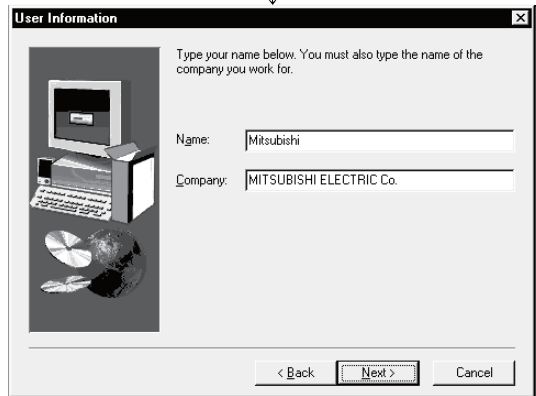 User Information
Type your name below. You must also type the name of the
company you work for.
Name: Mitsubishi
Company: MITSUBISHI ELECTRIC Co.
< Back Next > Cancel